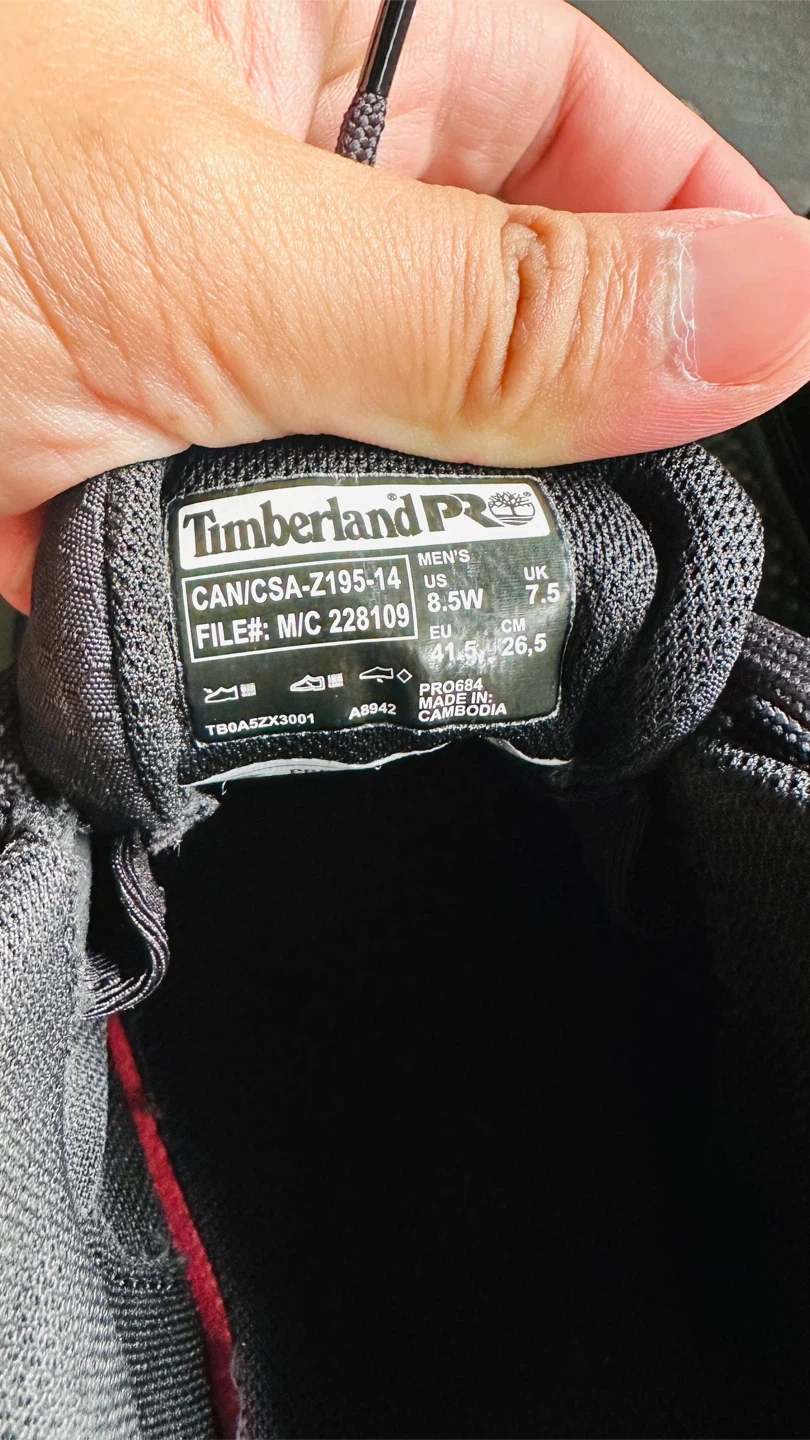 Timberland® PRO®
CAN/CSA-Z195-14
FILE#: M/C 228109
MEN'S
US UK
8.5W 7.5
EU CM
41.5 26,5
PRO684
MADE IN:
CAMBODIA
TB0A5ZX3001 A8942